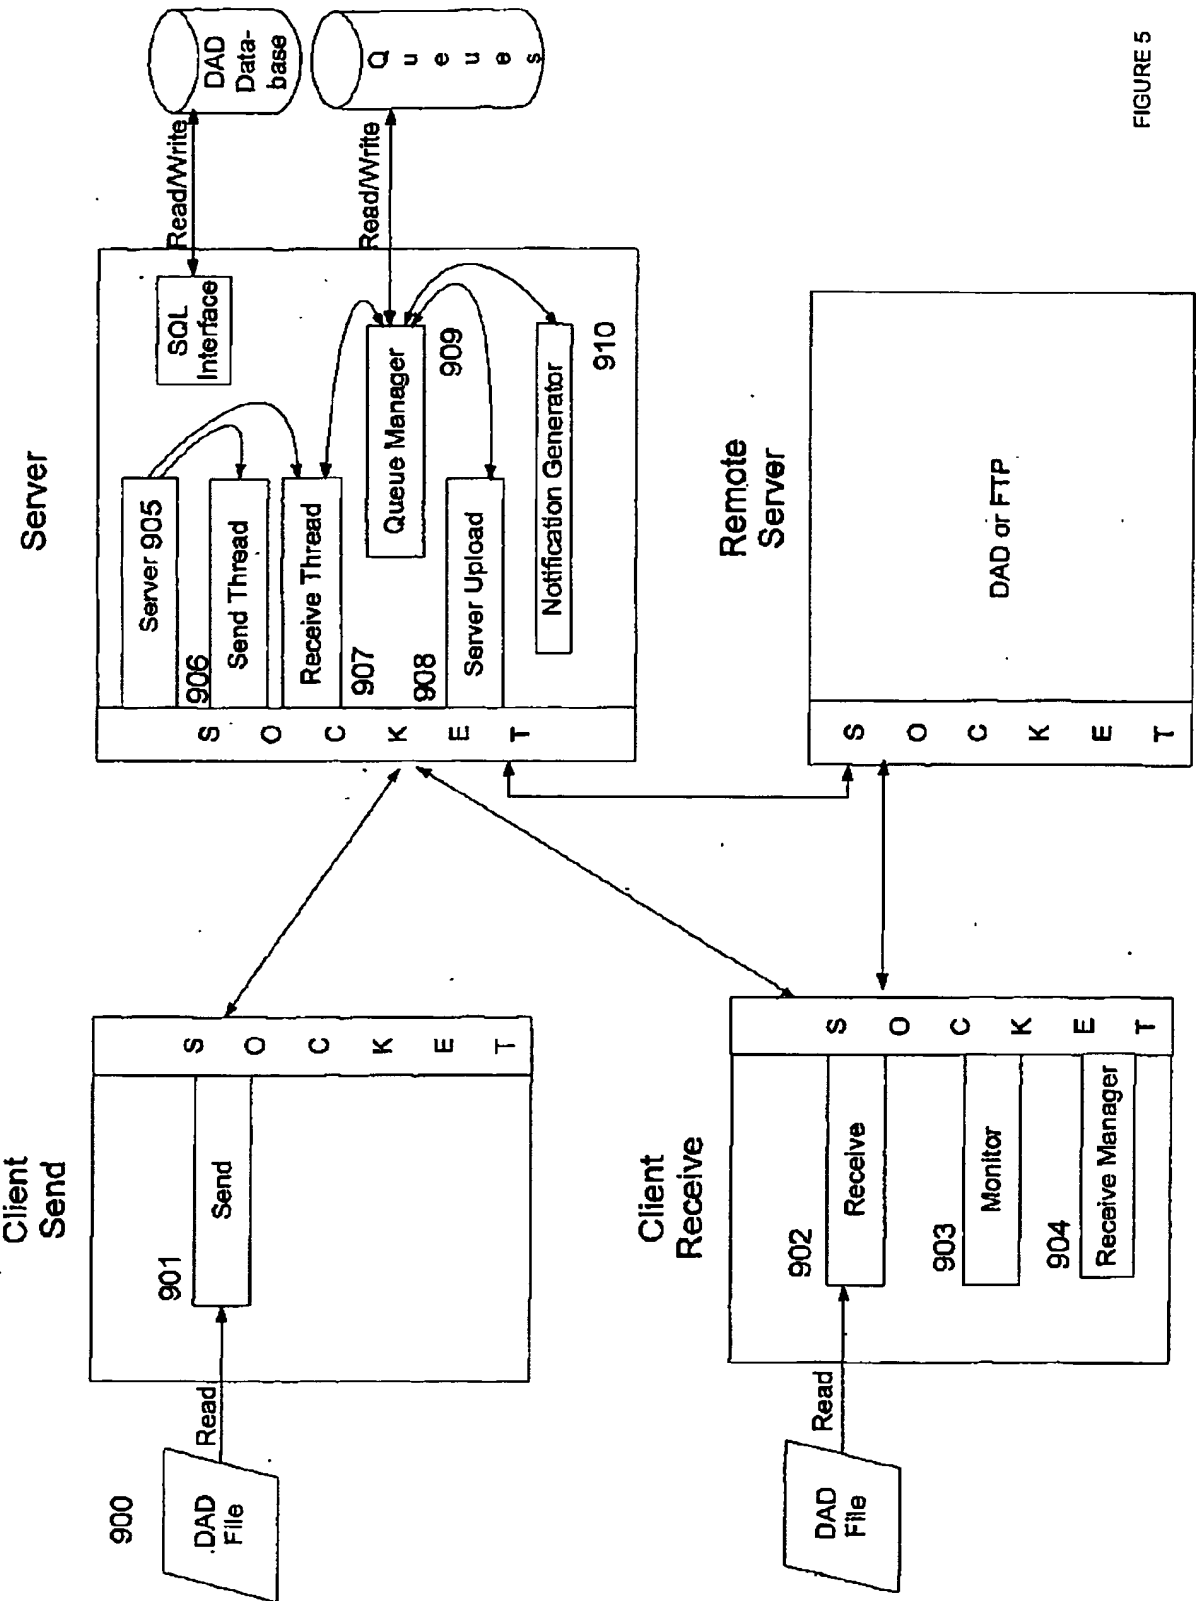 Client
Send
Server
900
.DAD
File
Read
901
Send
S
O
C
K
E
T
S
O
C
K
E
T
Server 905
906
Send Thread
Receive Thread
907
908
Server Upload
Queue Manager
909
Notification Generator
910
SQL
Interface
Read/Write
DAD
Data-
base
Read/Write
Q
u
e
u
e
s
Client
Receive
Remote
Server
DAD
File
Read
902
Receive
903
Monitor
904
Receive Manager
S
O
C
K
E
T
S
O
C
K
E
T
DAD or FTP
FIGURE 5